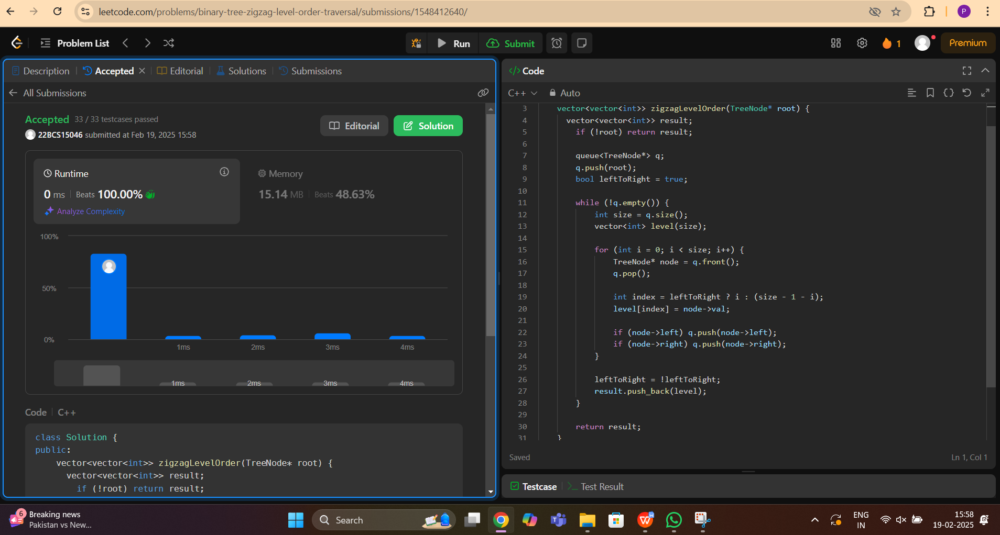 leetcode.com/problems/binary-tree-zigzag-level-order-traversal/submissions/1548412640/
P
Problem List
Run
Submit
1
Premium
Description
Accepted
Editorial
Solutions
Submissions
All Submissions
Accepted 33 / 33 testcases passed
22BCS15046 submitted at Feb 19, 2025 15:58
Editorial
Solution
Runtime
0 ms Beats 100.00%
Analyze Complexity
Memory
15.14 MB Beats 48.63%
100%
50%
0%
1ms 2ms 3ms 4ms
1ms 2ms 3ms 4ms
Code C++
class Solution {
public:
vector<vector<int>> zigzagLevelOrder(TreeNode* root) {
vector<vector<int>> result;
if (!root) return result;
</> Code
C++ Auto
3 vector<vector<int>> zigzagLevelOrder(TreeNode* root) {
4 vector<vector<int>> result;
5 if (!root) return result;
6
7 queue<TreeNode*> q;
8 q.push(root);
9 bool leftToRight = true;
10
11 while (!q.empty()) {
12 int size = q.size();
13 vector<int> level(size);
14
15 for (int i = 0; i < size; i++) {
16 TreeNode* node = q.front();
17 q.pop();
18
19 int index = leftToRight ? i : (size - 1 - i);
20 level[index] = node->val;
21
22 if (node->left) q.push(node->left);
23 if (node->right) q.push(node->right);
24 }
25
26 leftToRight = !leftToRight;
27 result.push_back(level);
28 }
29
30 return result;
31 }
Saved
Ln 1, Col 1
Testcase
Test Result
6
Breaking news
Pakistan vs New...
Search
ENG
IN
15:58
19-02-2025